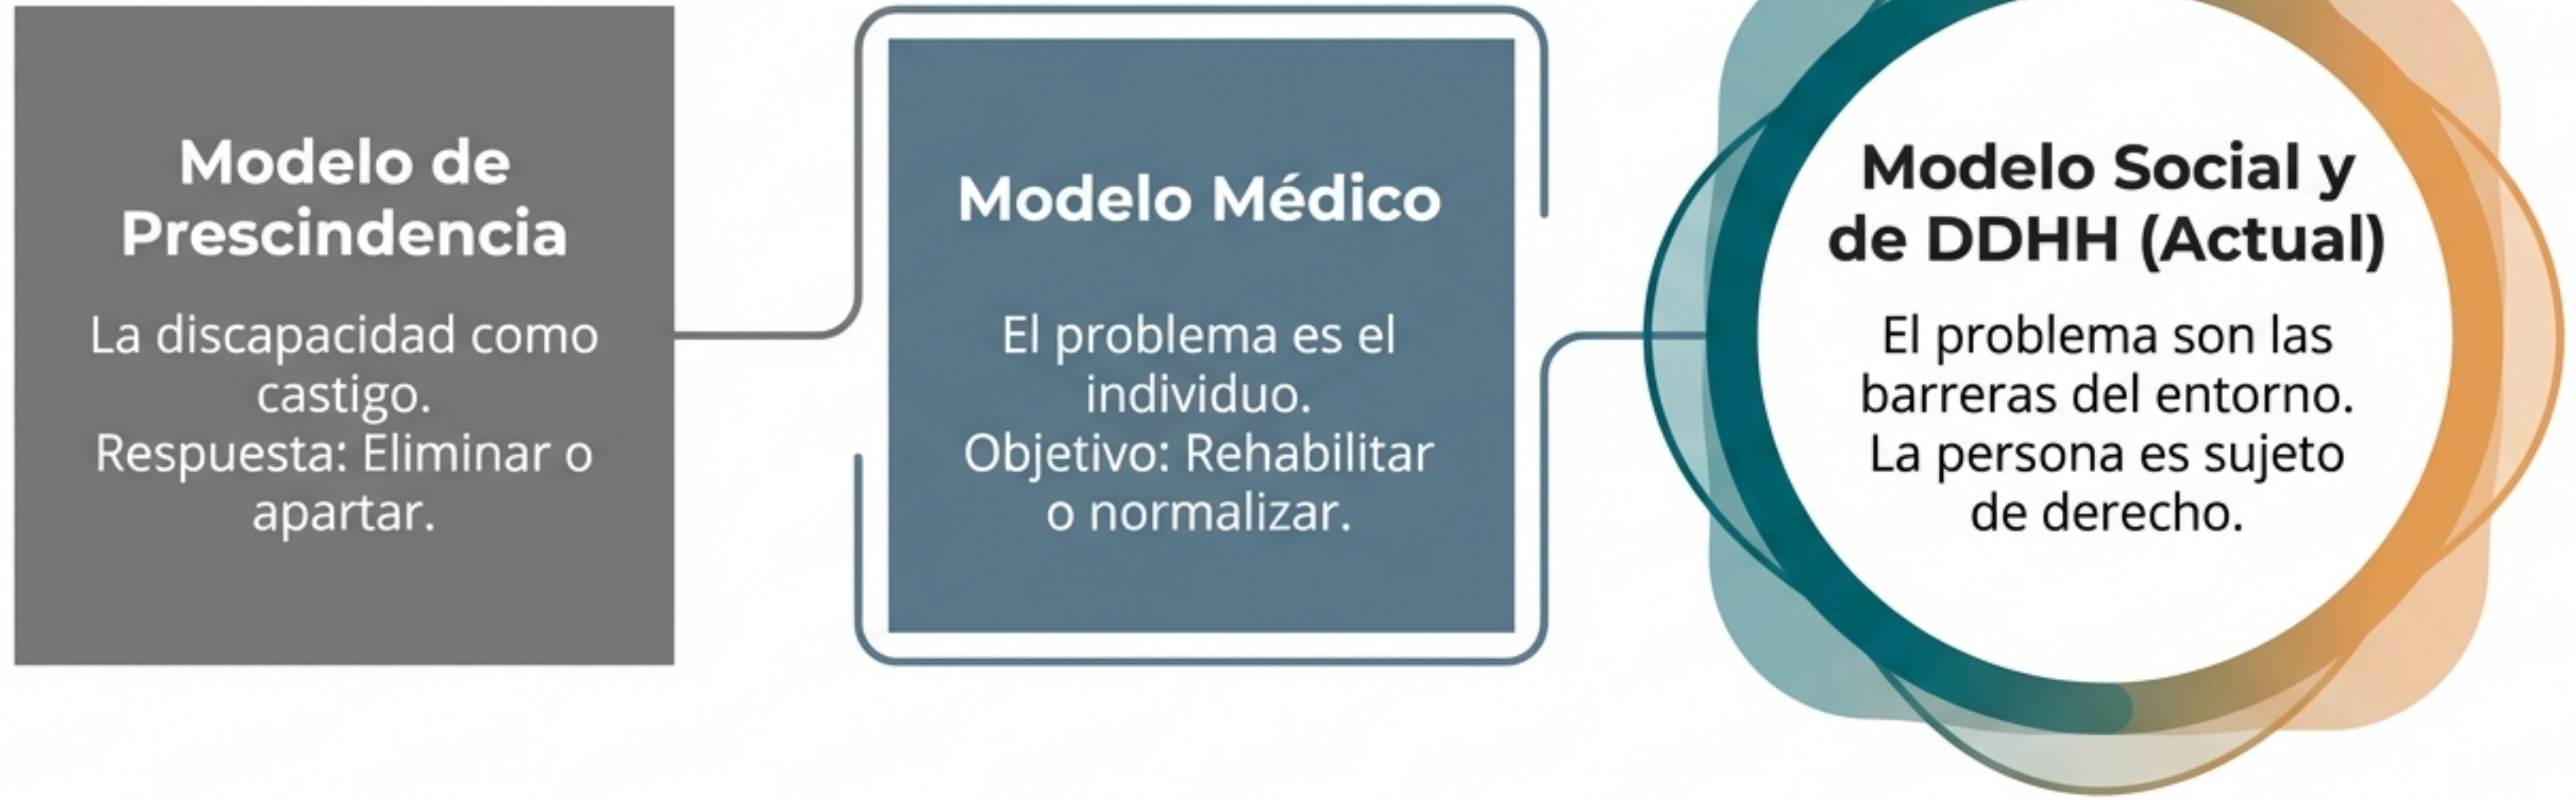 Modelo de
Prescindencia
La discapacidad como
castigo.
Respuesta: Eliminar o
apartar.
Modelo Médico
El problema es el
individuo.
Objetivo: Rehabilitar
o normalizar.
Modelo Social y
de DDHH (Actual)
El problema son las
barreras del entorno.
La persona es sujeto
de derecho.